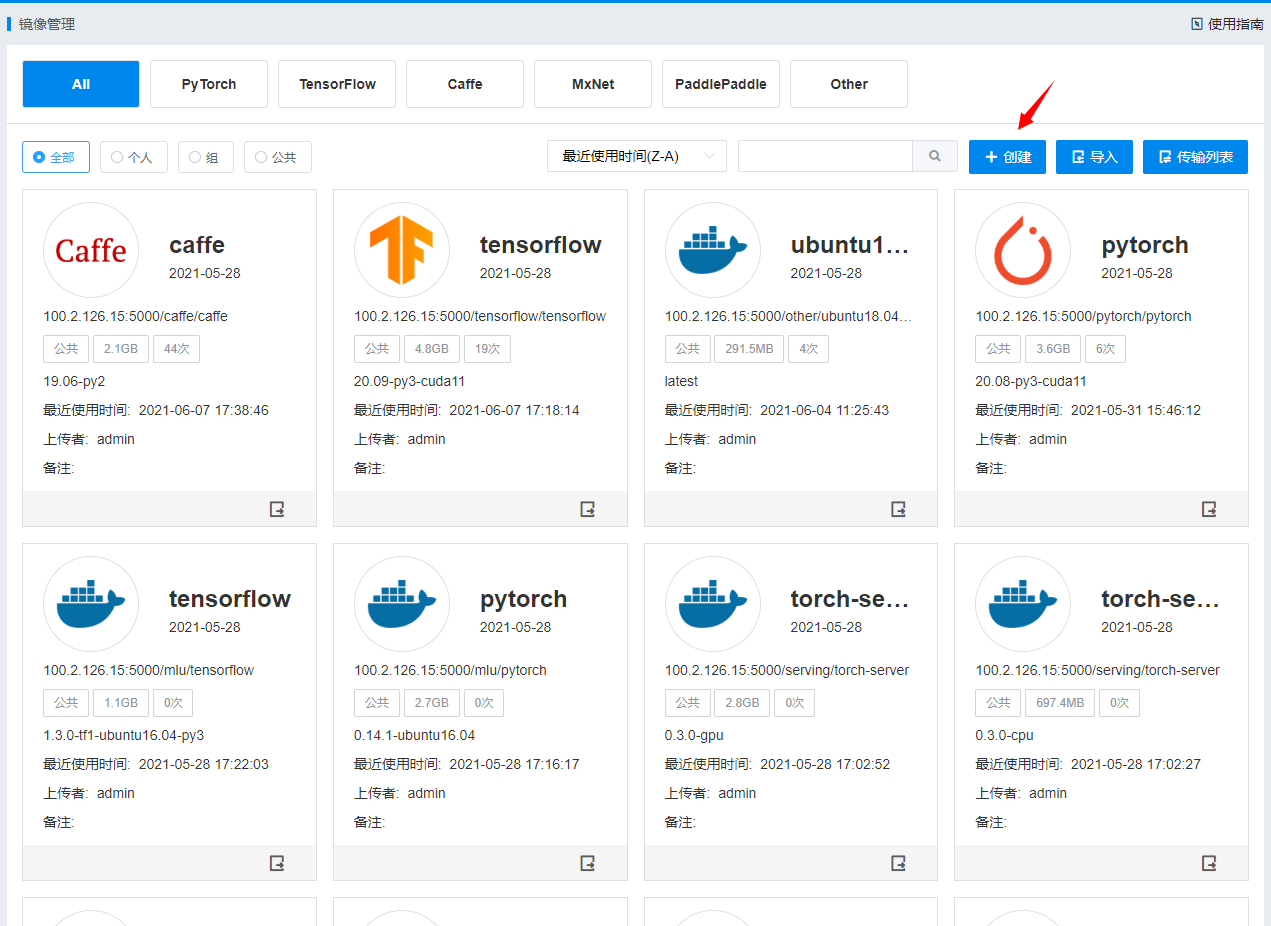 镜像管理
使用指南
All
PyTorch
TensorFlow
Caffe
MxNet
PaddlePaddle
Other
全部
个人
组
公共
最近使用时间(Z-A)
创建
导入
传输列表
Caffe
caffe
2021-05-28
100.2.126.15:5000/caffe/caffe
公共
2.1GB
44次
19.06-py2
最近使用时间: 2021-06-07 17:38:46
上传者: admin
备注:
tensorflow
2021-05-28
100.2.126.15:5000/tensorflow/tensorflow
公共
4.8GB
19次
20.09-py3-cuda11
最近使用时间: 2021-06-07 17:18:14
上传者: admin
备注:
ubuntu1...
2021-05-28
100.2.126.15:5000/other/ubuntu18.04...
公共
291.5MB
4次
latest
最近使用时间: 2021-06-04 11:25:43
上传者: admin
备注:
pytorch
2021-05-28
100.2.126.15:5000/pytorch/pytorch
公共
3.6GB
6次
20.08-py3-cuda11
最近使用时间: 2021-05-31 15:46:12
上传者: admin
备注:
tensorflow
2021-05-28
100.2.126.15:5000/mlu/tensorflow
公共
1.1GB
0次
1.3.0-tf1-ubuntu16.04-py3
最近使用时间: 2021-05-28 17:22:03
上传者: admin
备注:
pytorch
2021-05-28
100.2.126.15:5000/mlu/pytorch
公共
2.7GB
0次
0.14.1-ubuntu16.04
最近使用时间: 2021-05-28 17:16:17
上传者: admin
备注:
torch-se...
2021-05-28
100.2.126.15:5000/serving/torch-server
公共
2.8GB
0次
0.3.0-gpu
最近使用时间: 2021-05-28 17:02:52
上传者: admin
备注:
torch-se...
2021-05-28
100.2.126.15:5000/serving/torch-server
公共
697.4MB
0次
0.3.0-cpu
最近使用时间: 2021-05-28 17:02:27
上传者: admin
备注: